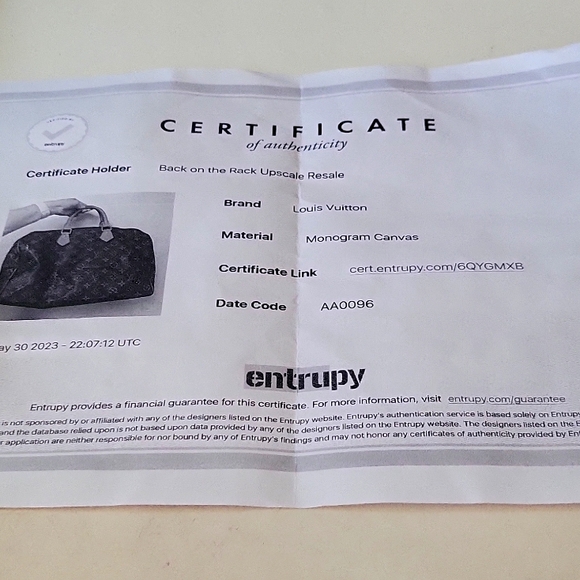 CERTIFICATE
of authenticity
entrupy
Certificate Holder Back on the Rack Upscale Resale
Brand Louis Vuitton
Material Monogram Canvas
Certificate Link cert.entrupy.com/6QYGMXB
Date Code AA0096
ay 30 2023 - 22:07:12 UTC
entrupy
Entrupy provides a financial guarantee for this certificate. For more information, visit entrupy.com/guarantee
is not sponsored by or affiliated with any of the designers listed on the Entrupy website. Entrupy's authentication service is based solely on Entrup
and the database relied upon is not based upon data provided by any of the designers listed on the Entrupy website. The designers listed on the E
r application are neither responsible for nor bound by any of Entrupy's findings and may not honor any certificates of authenticity provided by Ent